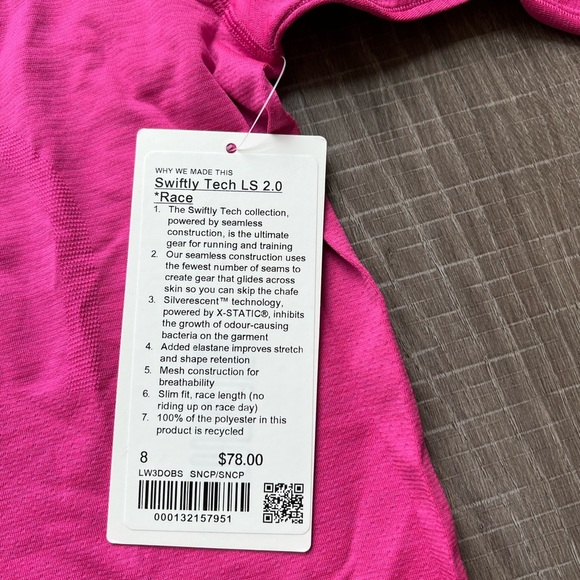 WHY WE MADE THIS
Swiftly Tech LS 2.0
*Race
1. The Swiftly Tech collection,
powered by seamless
construction, is the ultimate
gear for running and training
2. Our seamless construction uses
the fewest number of seams to
create gear that glides across
skin so you can skip the chafe
3. Silverescent™ technology,
powered by X-STATIC®, inhibits
the growth of odour-causing
bacteria on the garment
4. Added elastane improves stretch
and shape retention
5. Mesh construction for
breathability
6. Slim fit, race length (no
riding up on race day)
7. 100% of the polyester in this
product is recycled
8 $78.00
LW3DOBS SNCP/SNCP
000132157951